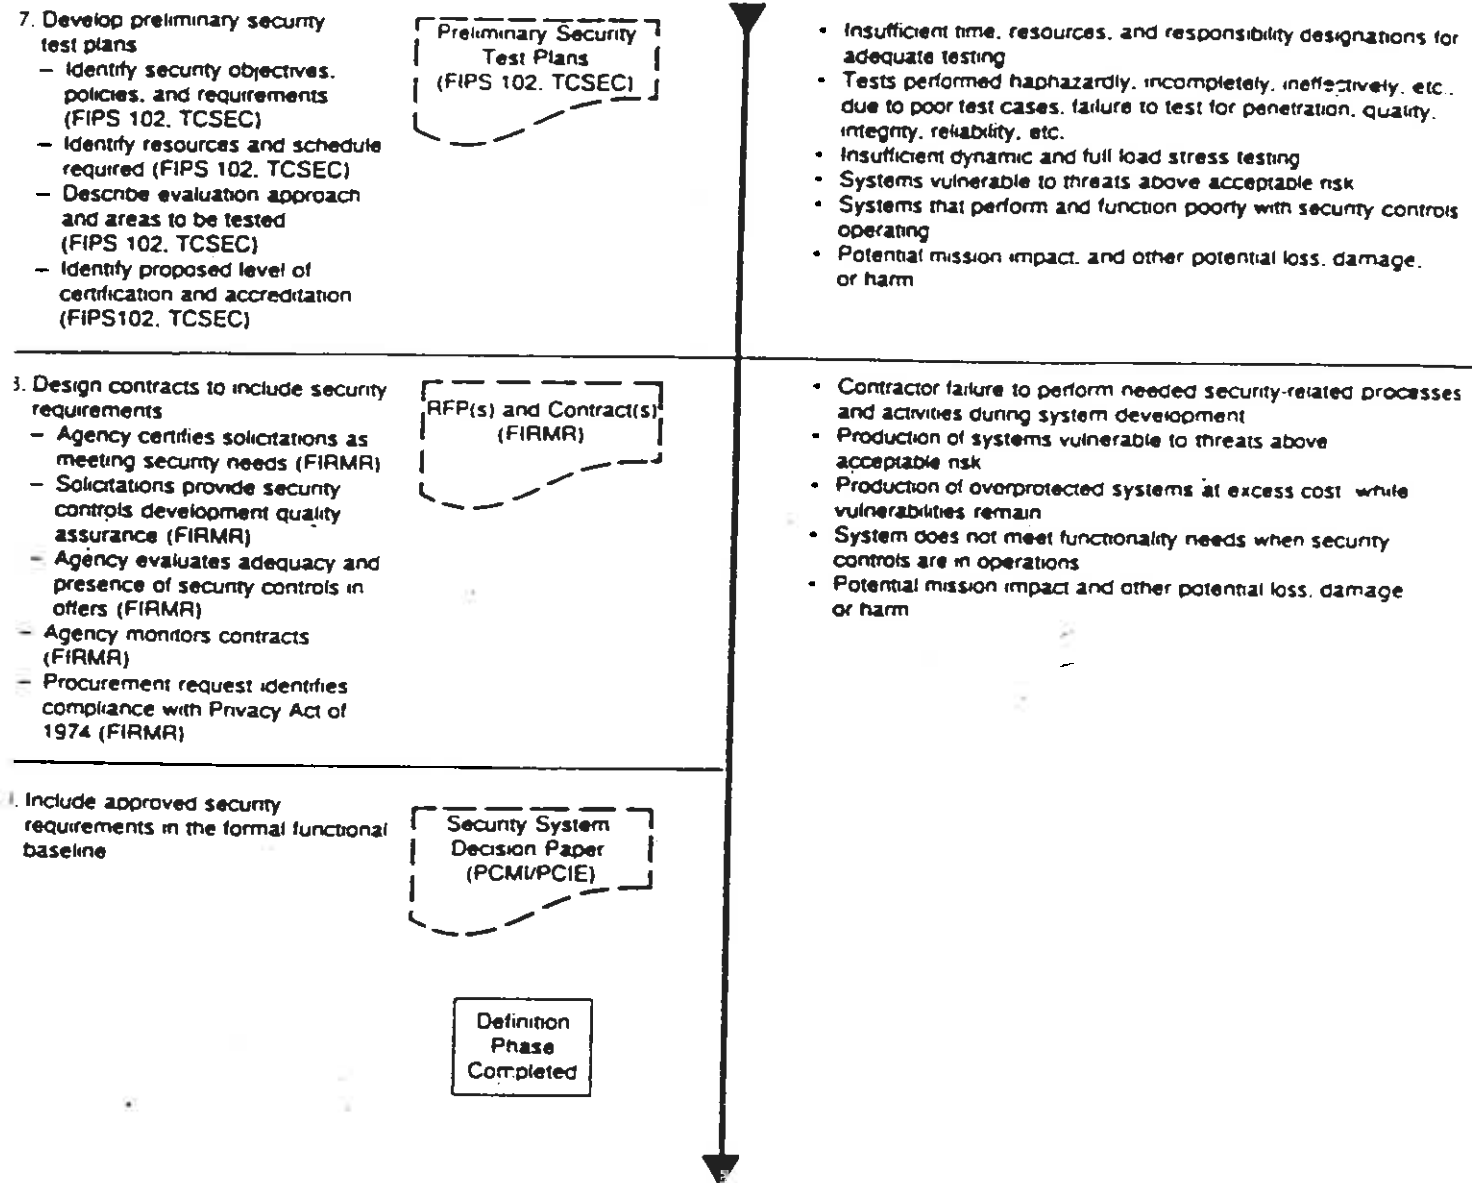 7. Develop preliminary security
test plans
– Identify security objectives,
policies, and requirements
(FIPS 102, TCSEC)
– Identify resources and schedule
required (FIPS 102, TCSEC)
– Describe evaluation approach
and areas to be tested
(FIPS 102, TCSEC)
– Identify proposed level of
certification and accreditation
(FIPS102, TCSEC)
Preliminary Security
Test Plans
(FIPS 102, TCSEC)
• Insufficient time, resources, and responsibility designations for
adequate testing
• Tests performed haphazardly, incompletely, ineffectively, etc.,
due to poor test cases, failure to test for penetration, quality,
integrity, reliability, etc.
• Insufficient dynamic and full load stress testing
• Systems vulnerable to threats above acceptable risk
• Systems that perform and function poorly with security controls
operating
• Potential mission impact, and other potential loss, damage,
or harm
. Design contracts to include security
requirements
– Agency certifies solicitations as
meeting security needs (FIRMR)
– Solicitations provide security
controls development quality
assurance (FIRMR)
– Agency evaluates adequacy and
presence of security controls in
offers (FIRMR)
– Agency monitors contracts
(FIRMR)
– Procurement request identifies
compliance with Privacy Act of
1974 (FIRMR)
RFP(s) and Contract(s)
(FIRMR)
• Contractor failure to perform needed security-related processes
and activities during system development
• Production of systems vulnerable to threats above
acceptable risk
• Production of overprotected systems at excess cost while
vulnerabilities remain
• System does not meet functionality needs when security
controls are in operations
• Potential mission impact and other potential loss, damage
or harm
. Include approved security
requirements in the formal functional
baseline
Security System
Decision Paper
(PCMI/PCIE)
Definition
Phase
Completed